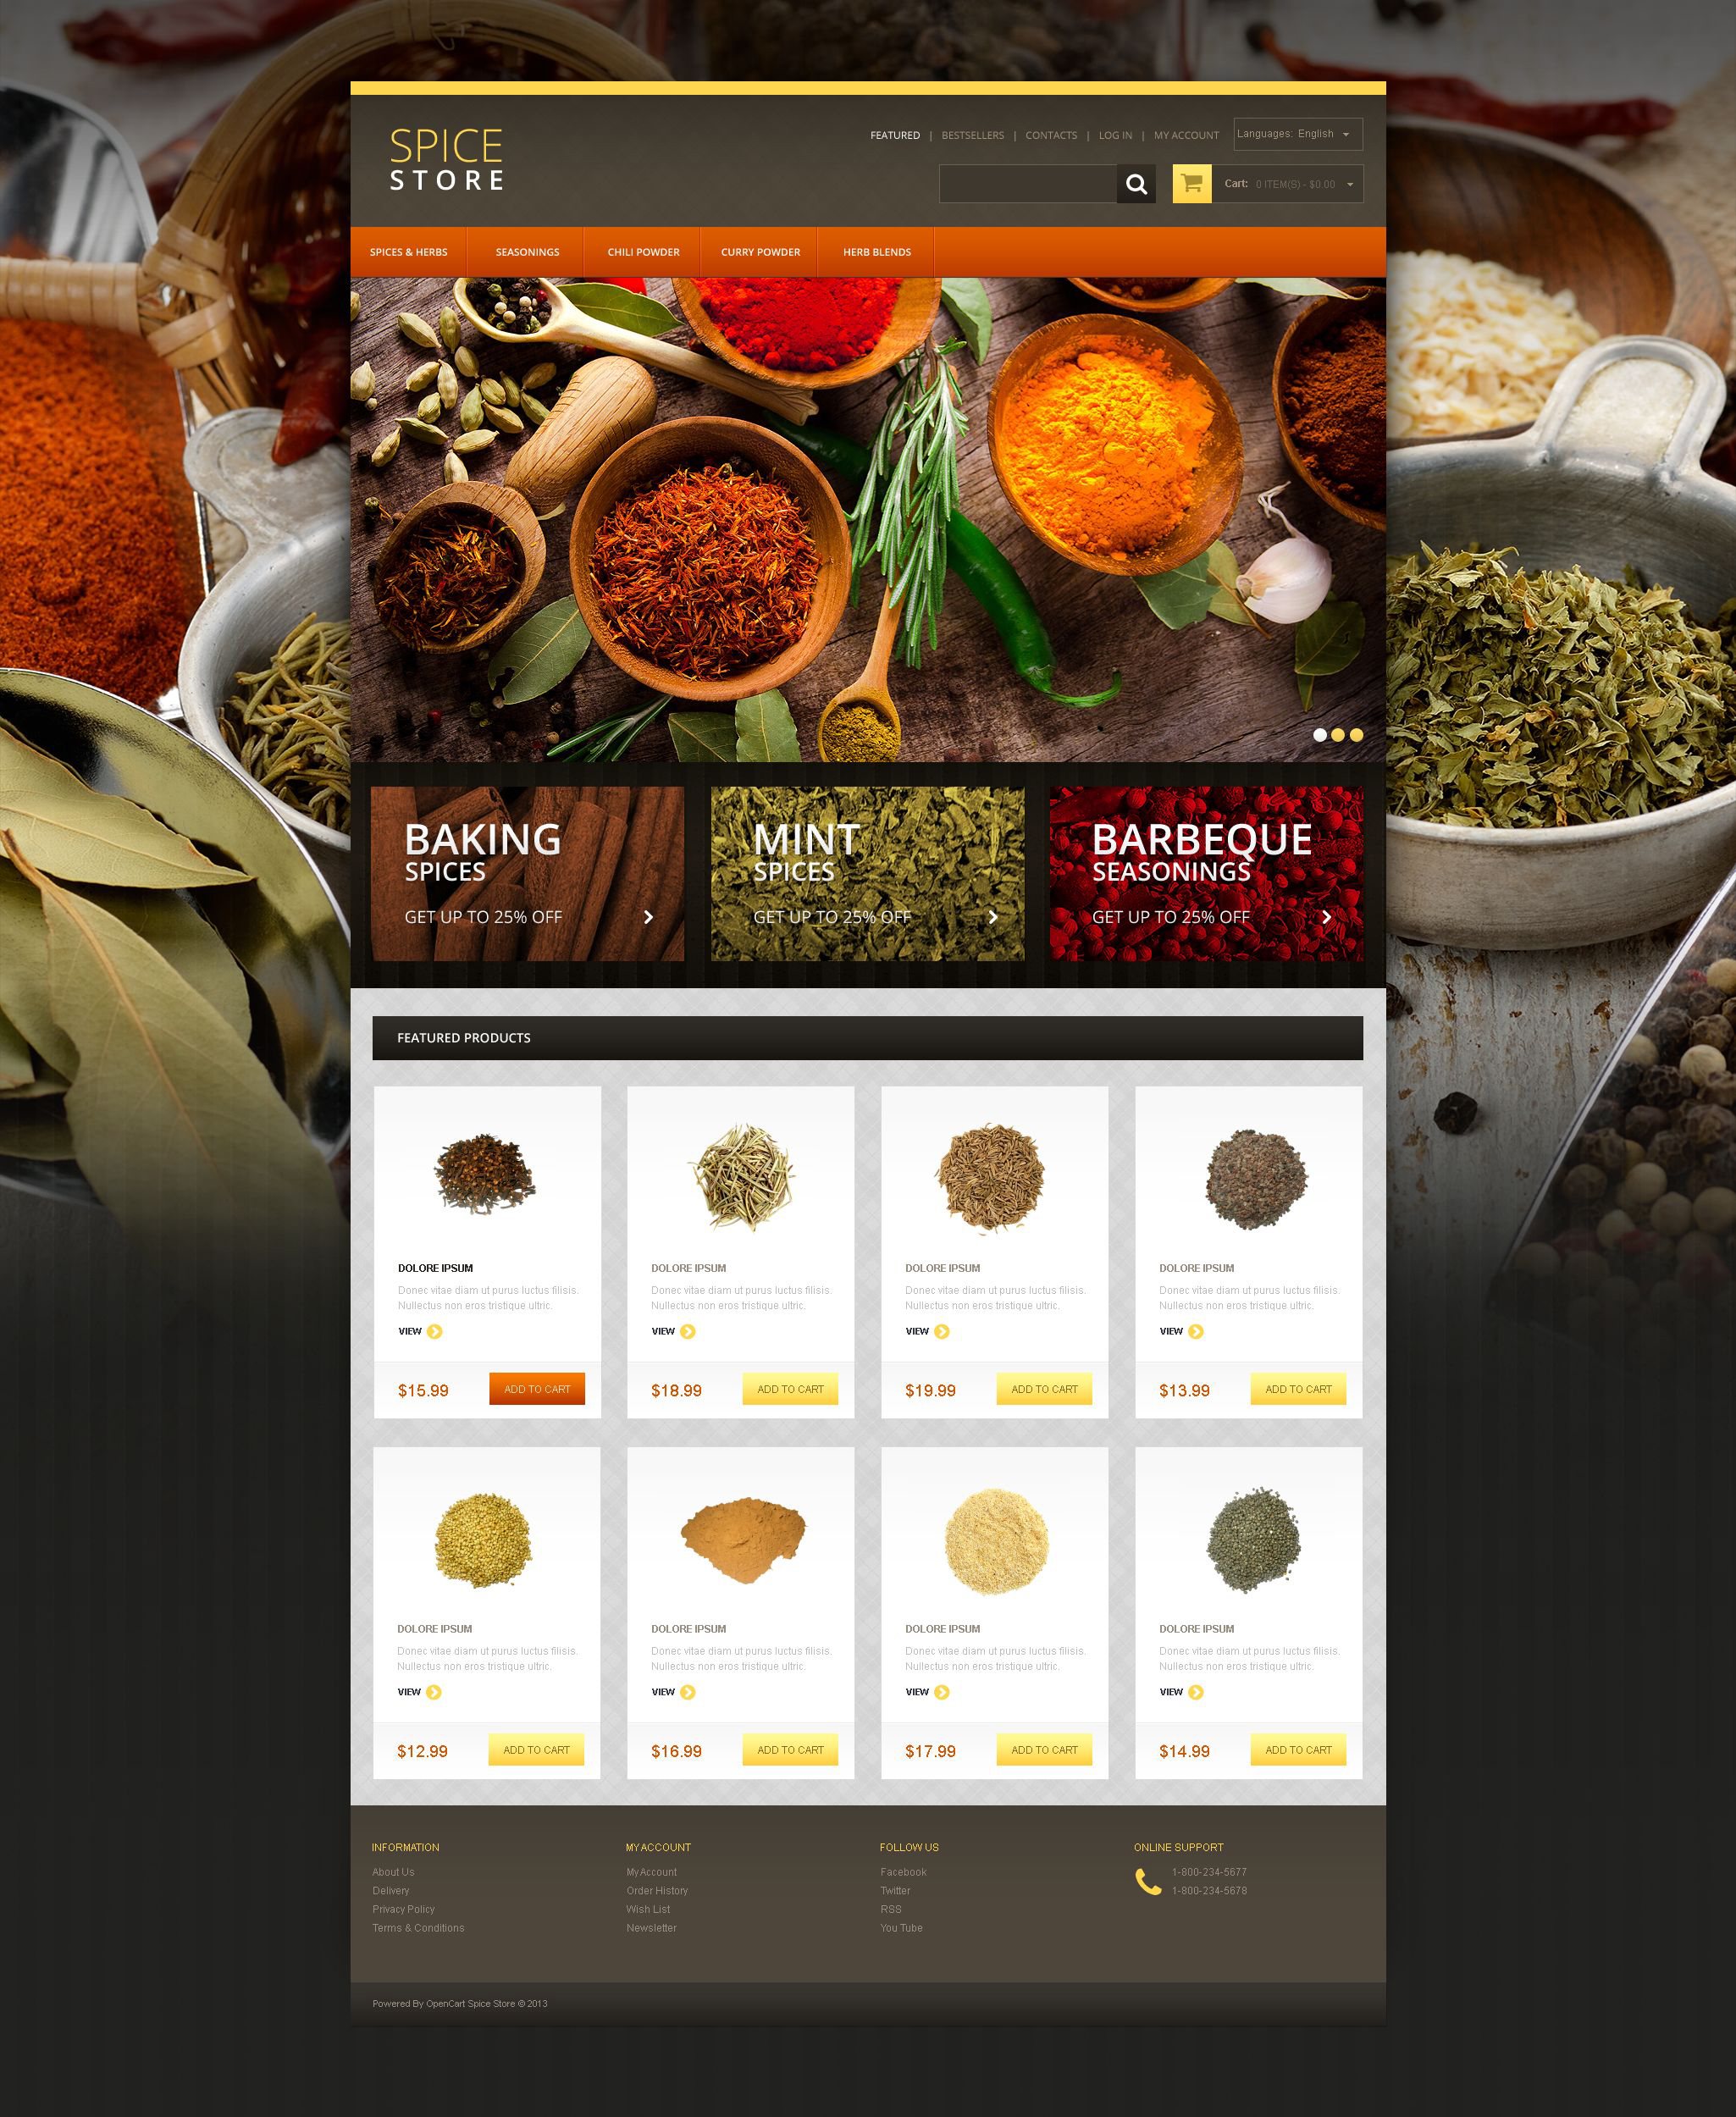 SPICE
STORE
FEATURED | BESTSELLERS | CONTACTS | LOG IN | MY ACCOUNT
Languages: English
Cart: 0 ITEM(S) - $0.00
SPICES & HERBS SEASONINGS CHILI POWDER CURRY POWDER HERB BLENDS
BAKING
SPICES
GET UP TO 25% OFF
MINT
SPICES
GET UP TO 25% OFF
BARBEQUE
SEASONINGS
GET UP TO 25% OFF
FEATURED PRODUCTS
DOLORE IPSUM
Donec vitae diam ut purus luctus filisis.
Nullectus non eros tristique ultric.
VIEW
$15.99 ADD TO CART
DOLORE IPSUM
Donec vitae diam ut purus luctus filisis.
Nullectus non eros tristique ultric.
VIEW
$18.99 ADD TO CART
DOLORE IPSUM
Donec vitae diam ut purus luctus filisis.
Nullectus non eros tristique ultric.
VIEW
$19.99 ADD TO CART
DOLORE IPSUM
Donec vitae diam ut purus luctus filisis.
Nullectus non eros tristique ultric.
VIEW
$13.99 ADD TO CART
DOLORE IPSUM
Donec vitae diam ut purus luctus filisis.
Nullectus non eros tristique ultric.
VIEW
$12.99 ADD TO CART
DOLORE IPSUM
Donec vitae diam ut purus luctus filisis.
Nullectus non eros tristique ultric.
VIEW
$16.99 ADD TO CART
DOLORE IPSUM
Donec vitae diam ut purus luctus filisis.
Nullectus non eros tristique ultric.
VIEW
$17.99 ADD TO CART
DOLORE IPSUM
Donec vitae diam ut purus luctus filisis.
Nullectus non eros tristique ultric.
VIEW
$14.99 ADD TO CART
INFORMATION
About Us
Delivery
Privacy Policy
Terms & Conditions
MY ACCOUNT
My Account
Order History
Wish List
Newsletter
FOLLOW US
Facebook
Twitter
RSS
You Tube
ONLINE SUPPORT
1-800-234-5677
1-800-234-5678
Powered By OpenCart Spice Store © 2013